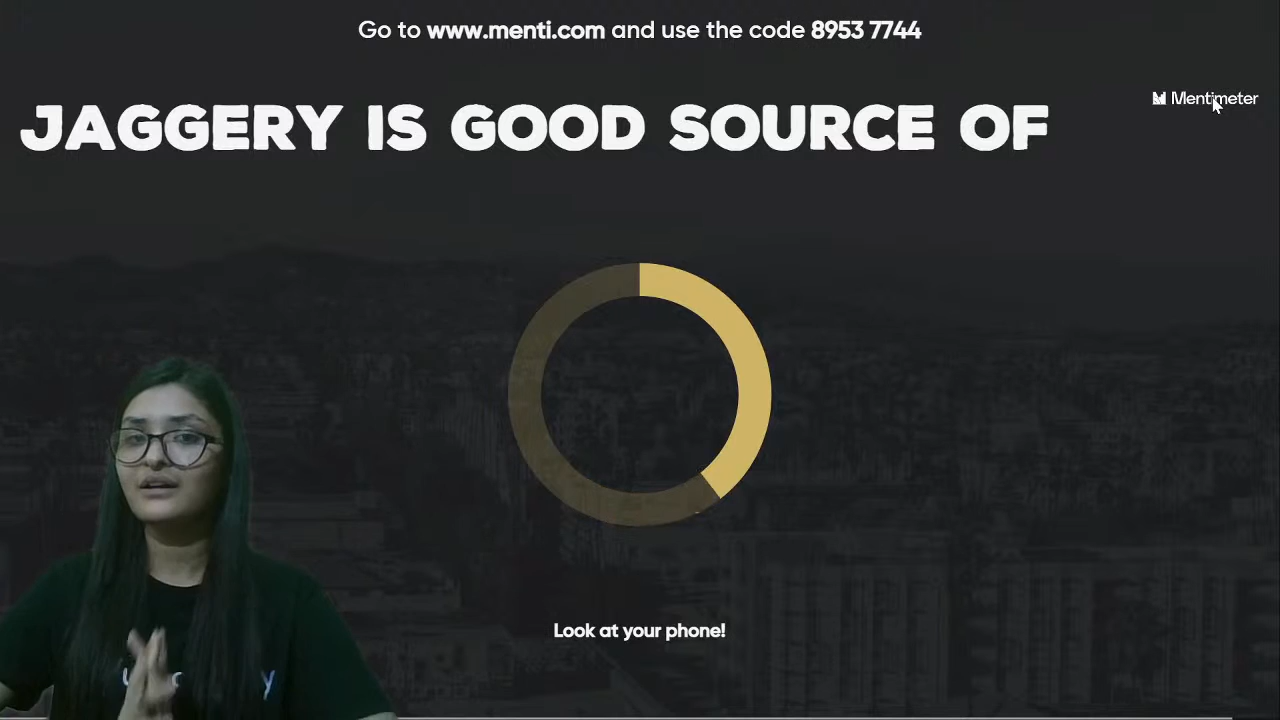 Go to www.menti.com and use the code 8953 7744
Mentimeter
JAGGERY IS GOOD SOURCE OF
Look at your phone!